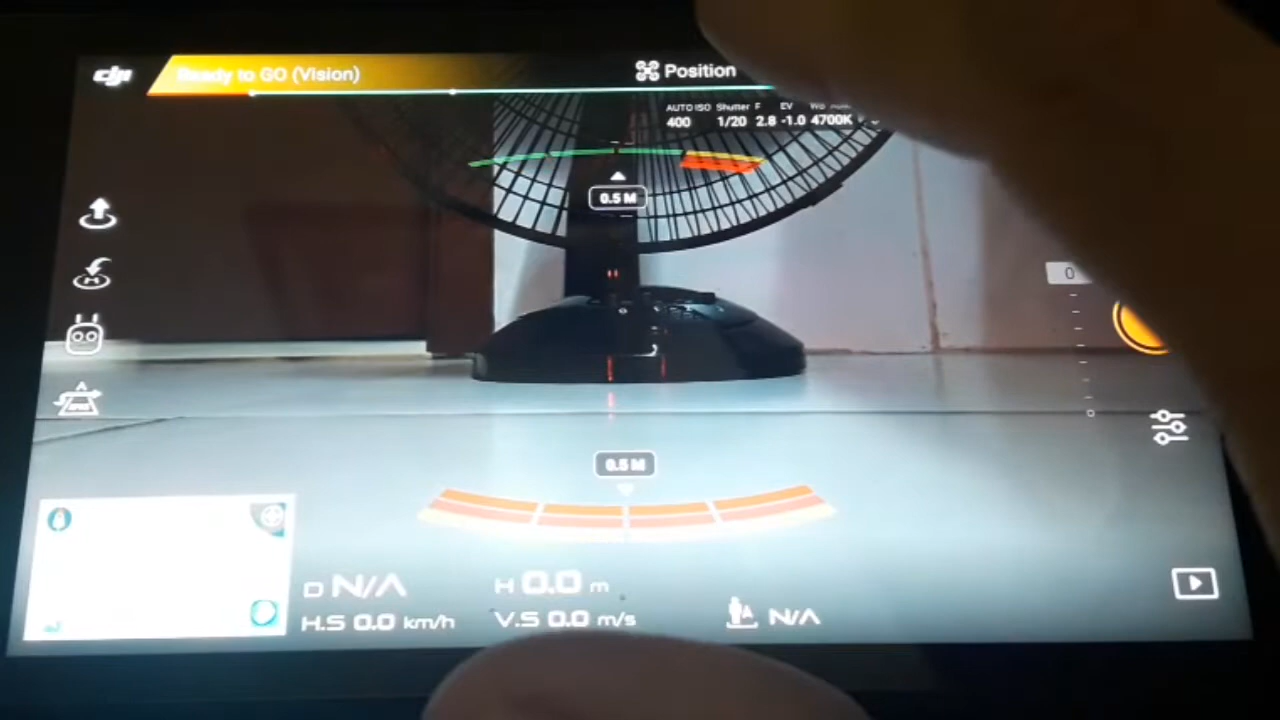 dji Ready to GO (Vision) Position
AUTO ISO Shutter F EV
400 1/20 2.8 -1.0 4700K
0.5 M
0
0.5 M
D N/A H 0.0 m
H.S 0.0 km/h V.S 0.0 m/s N/A